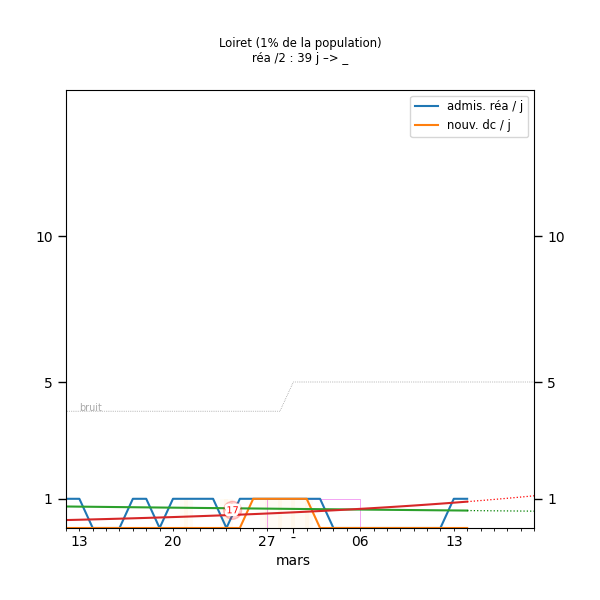 Loiret (1% de la population)
réa /2 : 39 j –> _
admis. réa / j
nouv. dc / j
10 10
5 5
bruit
1 1
17
13 20 27 - 06 13
mars